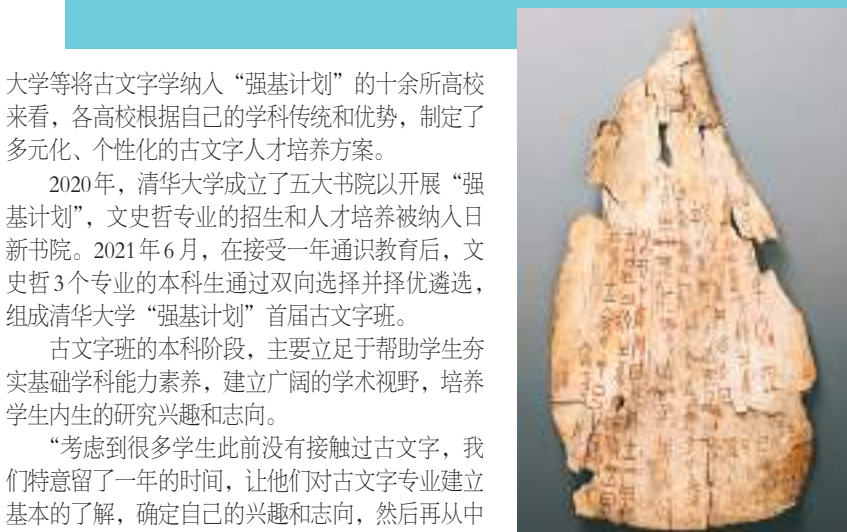 大学等将古文字学纳入“强基计划”的十余所高校
来看，各高校根据自己的学科传统和优势，制定了
多元化、个性化的古文字人才培养方案。
2020年，清华大学成立了五大书院以开展“强
基计划”，文史哲专业的招生和人才培养被纳入日
新书院。2021年6月，在接受一年通识教育后，文
史哲3个专业的本科生通过双向选择并择优遴选，
组成清华大学“强基计划”首届古文字班。
古文字班的本科阶段，主要立足于帮助学生夯
实基础学科能力素养，建立广阔的学术视野，培养
学生内生的研究兴趣和志向。
“考虑到很多学生此前没有接触过古文字，我
们特意留了一年的时间，让他们对古文字专业建立
基本的了解，确定自己的兴趣和志向，然后再从中